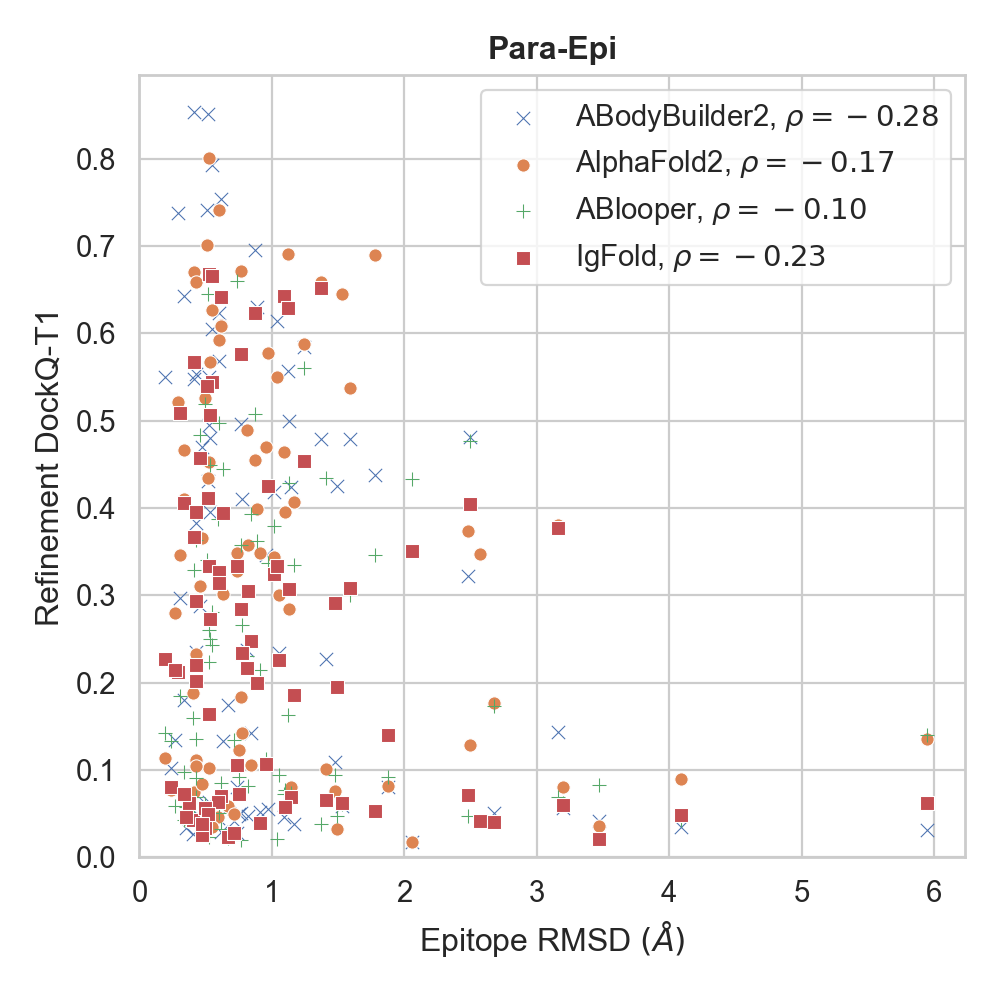 Para-Epi
ABodyBuilder2, ρ = −0.28
AlphaFold2, ρ = −0.17
ABlooper, ρ = −0.10
IgFold, ρ = −0.23
Refinement DockQ-T1
0.8
0.7
0.6
0.5
0.4
0.3
0.2
0.1
0.0
0 1 2 3 4 5 6
Epitope RMSD (Å)